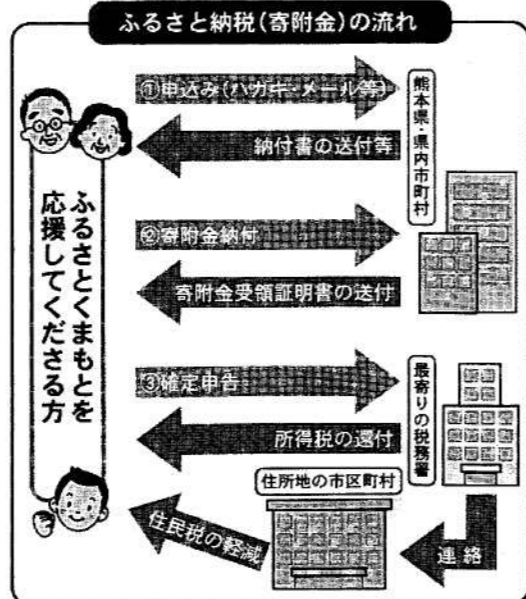 ふるさと納税(寄附金)の流れ
①申込み(ハガキ・メール等)
納付書の送付等
熊本県・県内市町村
ふるさとくまもとを
応援してくださる方
②寄附金納付
寄附金受領証明書の送付
③確定申告
所得税の還付
最寄りの税務署
住所地の市区町村
住民税の軽減
連絡